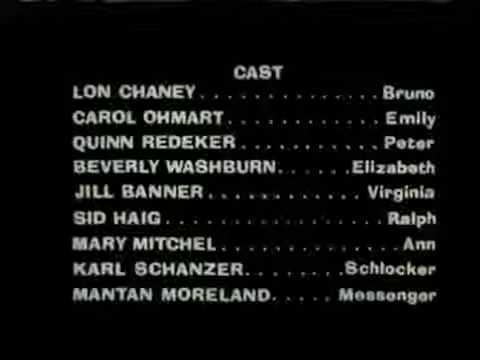 CAST
LON CHANEY.............Bruno
CAROL OHMART............Emily
QUINN REDEKER...........Peter
BEVERLY WASHBURN......Elizabeth
JILL BANNER............Virginia
SID HAIG.................Ralph
MARY MITCHEL.............Ann
KARL SCHANZER........Schlocker
MANTAN MORELAND.....Messenger